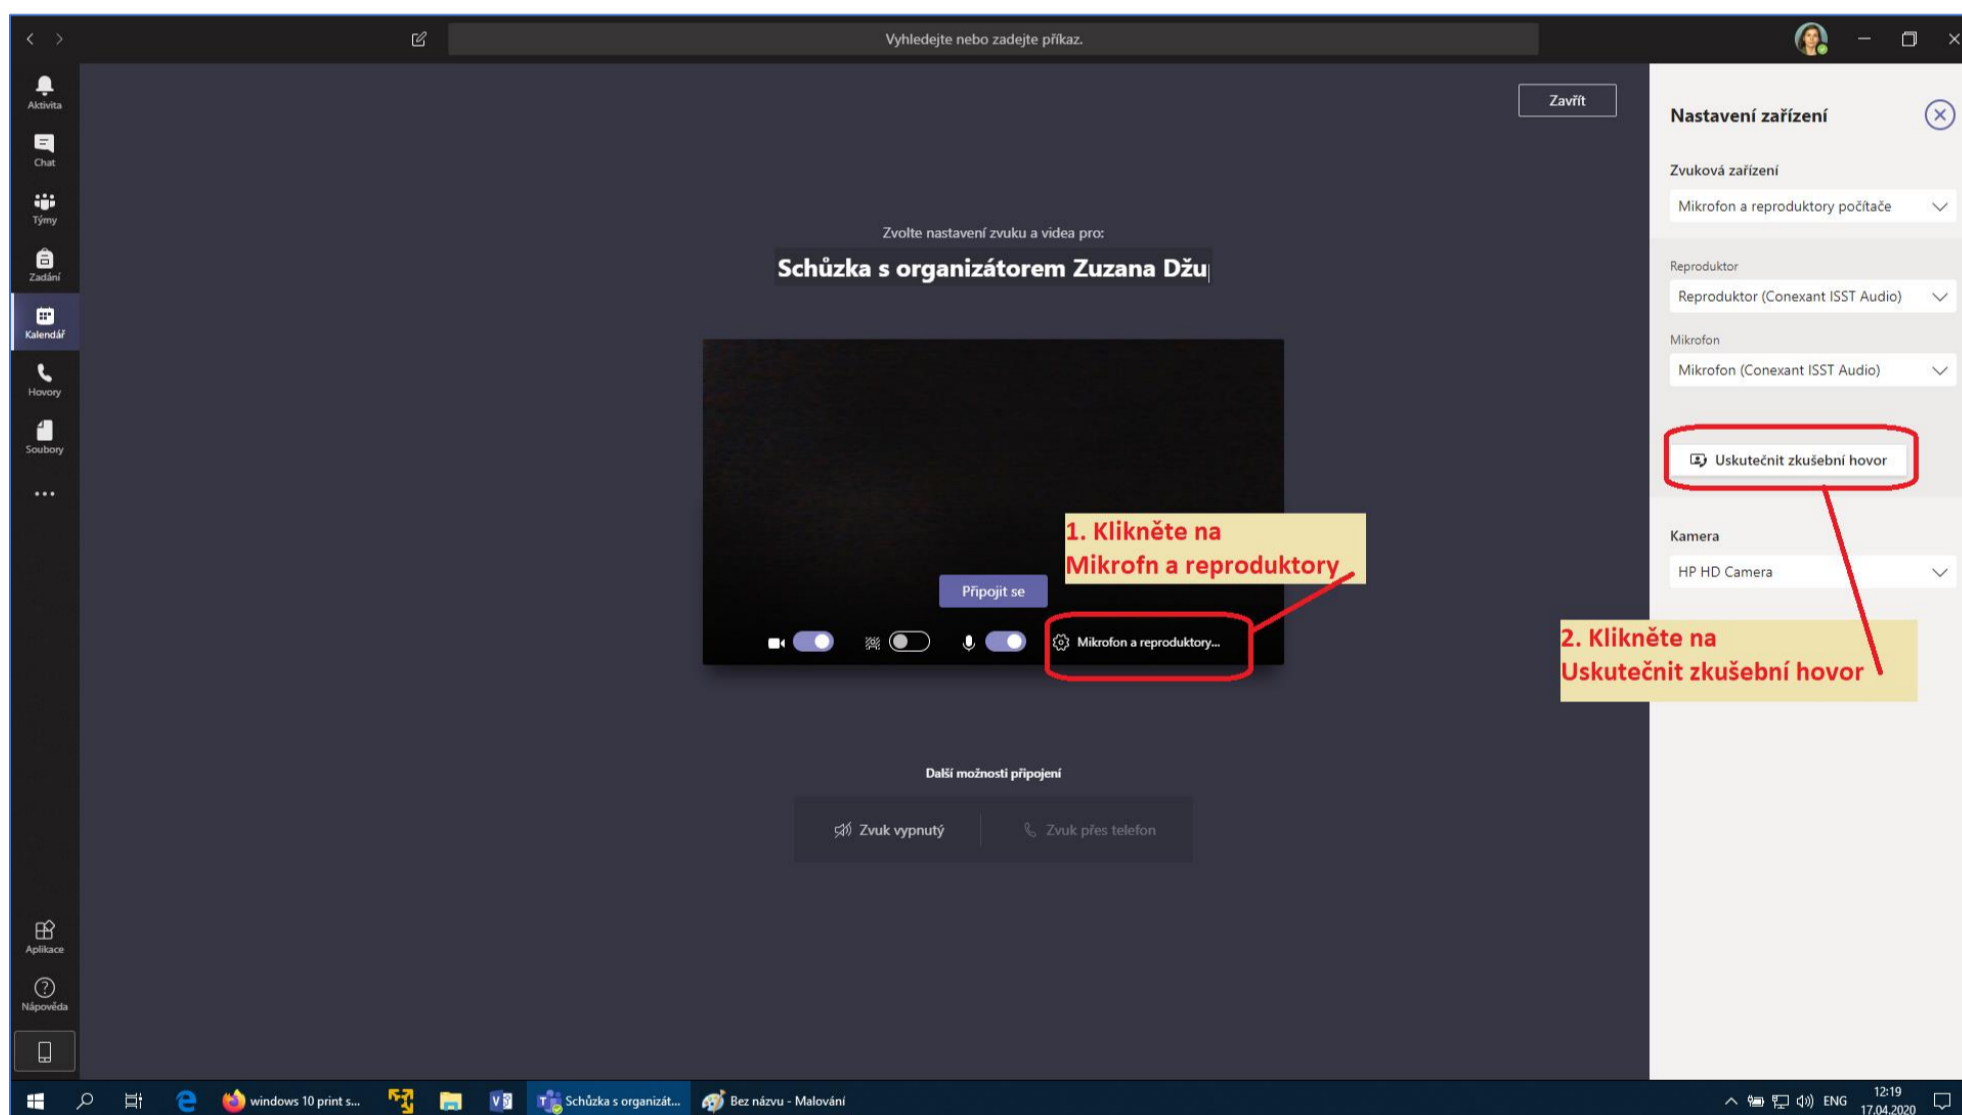 Vyhledejte nebo zadejte příkaz.
Aktivita
Chat
Týmy
Zadání
Kalendář
Hovory
Soubory
Aplikace
Nápověda
Zavřít
Zvolte nastavení zvuku a videa pro:
Schůzka s organizátorem Zuzana Džu
1. Klikněte na
Mikrofn a reproduktory
Připojit se
Mikrofon a reproduktory...
Další možnosti připojení
Zvuk vypnutý
Zvuk přes telefon
Nastavení zařízení
Zvuková zařízení
Mikrofon a reproduktory počítače
Reproduktor
Reproduktor (Conexant ISST Audio)
Mikrofon
Mikrofon (Conexant ISST Audio)
Uskutečnit zkušební hovor
Kamera
HP HD Camera
2. Klikněte na
Uskutečnit zkušební hovor
windows 10 print s...
Schůzka s organizát...
Bez názvu - Malování
ENG
12:19
17.04.2020